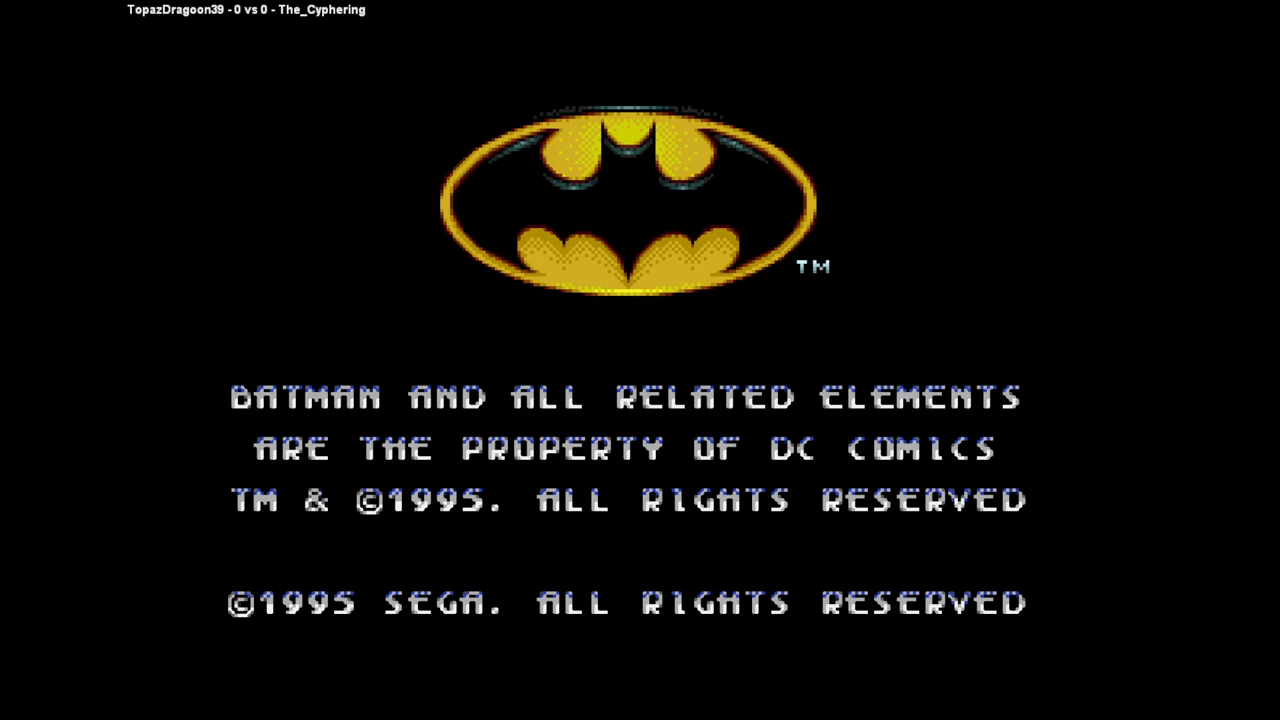 TopazDragoon39 - 0 vs 0 - The_Cyphering
TM
BATMAN AND ALL RELATED ELEMENTS
ARE THE PROPERTY OF DC COMICS
TM & ©1995. ALL RIGHTS RESERVED
©1995 SEGA. ALL RIGHTS RESERVED